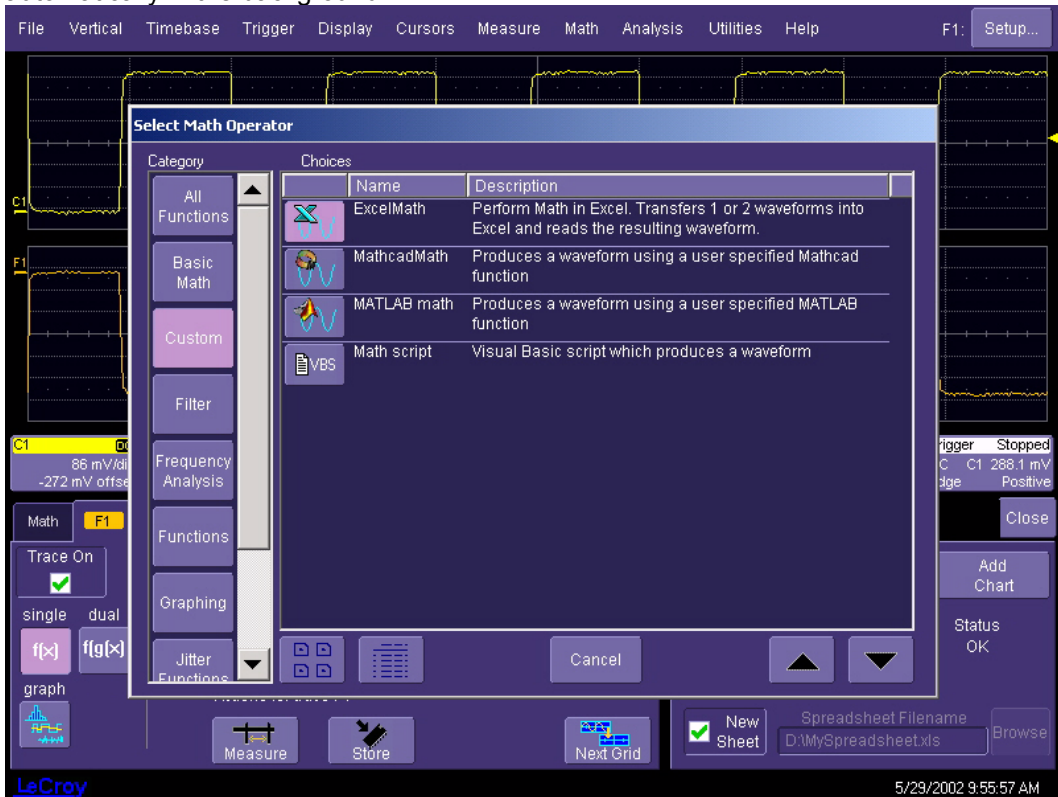 File Vertical Timebase Trigger Display Cursors Measure Math Analysis Utilities Help F1: Setup...
Select Math Operator
Category Choices
Name Description
All Functions
Basic Math
Custom
Filter
Frequency Analysis
Functions
Graphing
Jitter Functions
ExcelMath Perform Math in Excel. Transfers 1 or 2 waveforms into
Excel and reads the resulting waveform.
MathcadMath Produces a waveform using a user specified Mathcad
function
MATLAB math Produces a waveform using a user specified MATLAB
function
VBS Math script Visual Basic script which produces a waveform
Cancel
C1
F1
C1
86 mV/di
-272 mV offse
rigger Stopped
C C1 288.1 mV
dge Positive
Math F1 Close
Trace On
single dual
f(x) f(g(x)
graph
Measure
Store
Next Grid
Add Chart
Status
OK
New Sheet
Spreadsheet Filename
D:\MySpreadsheet.xls
Browse
LeCroy 5/29/2002 9:55:57 AM